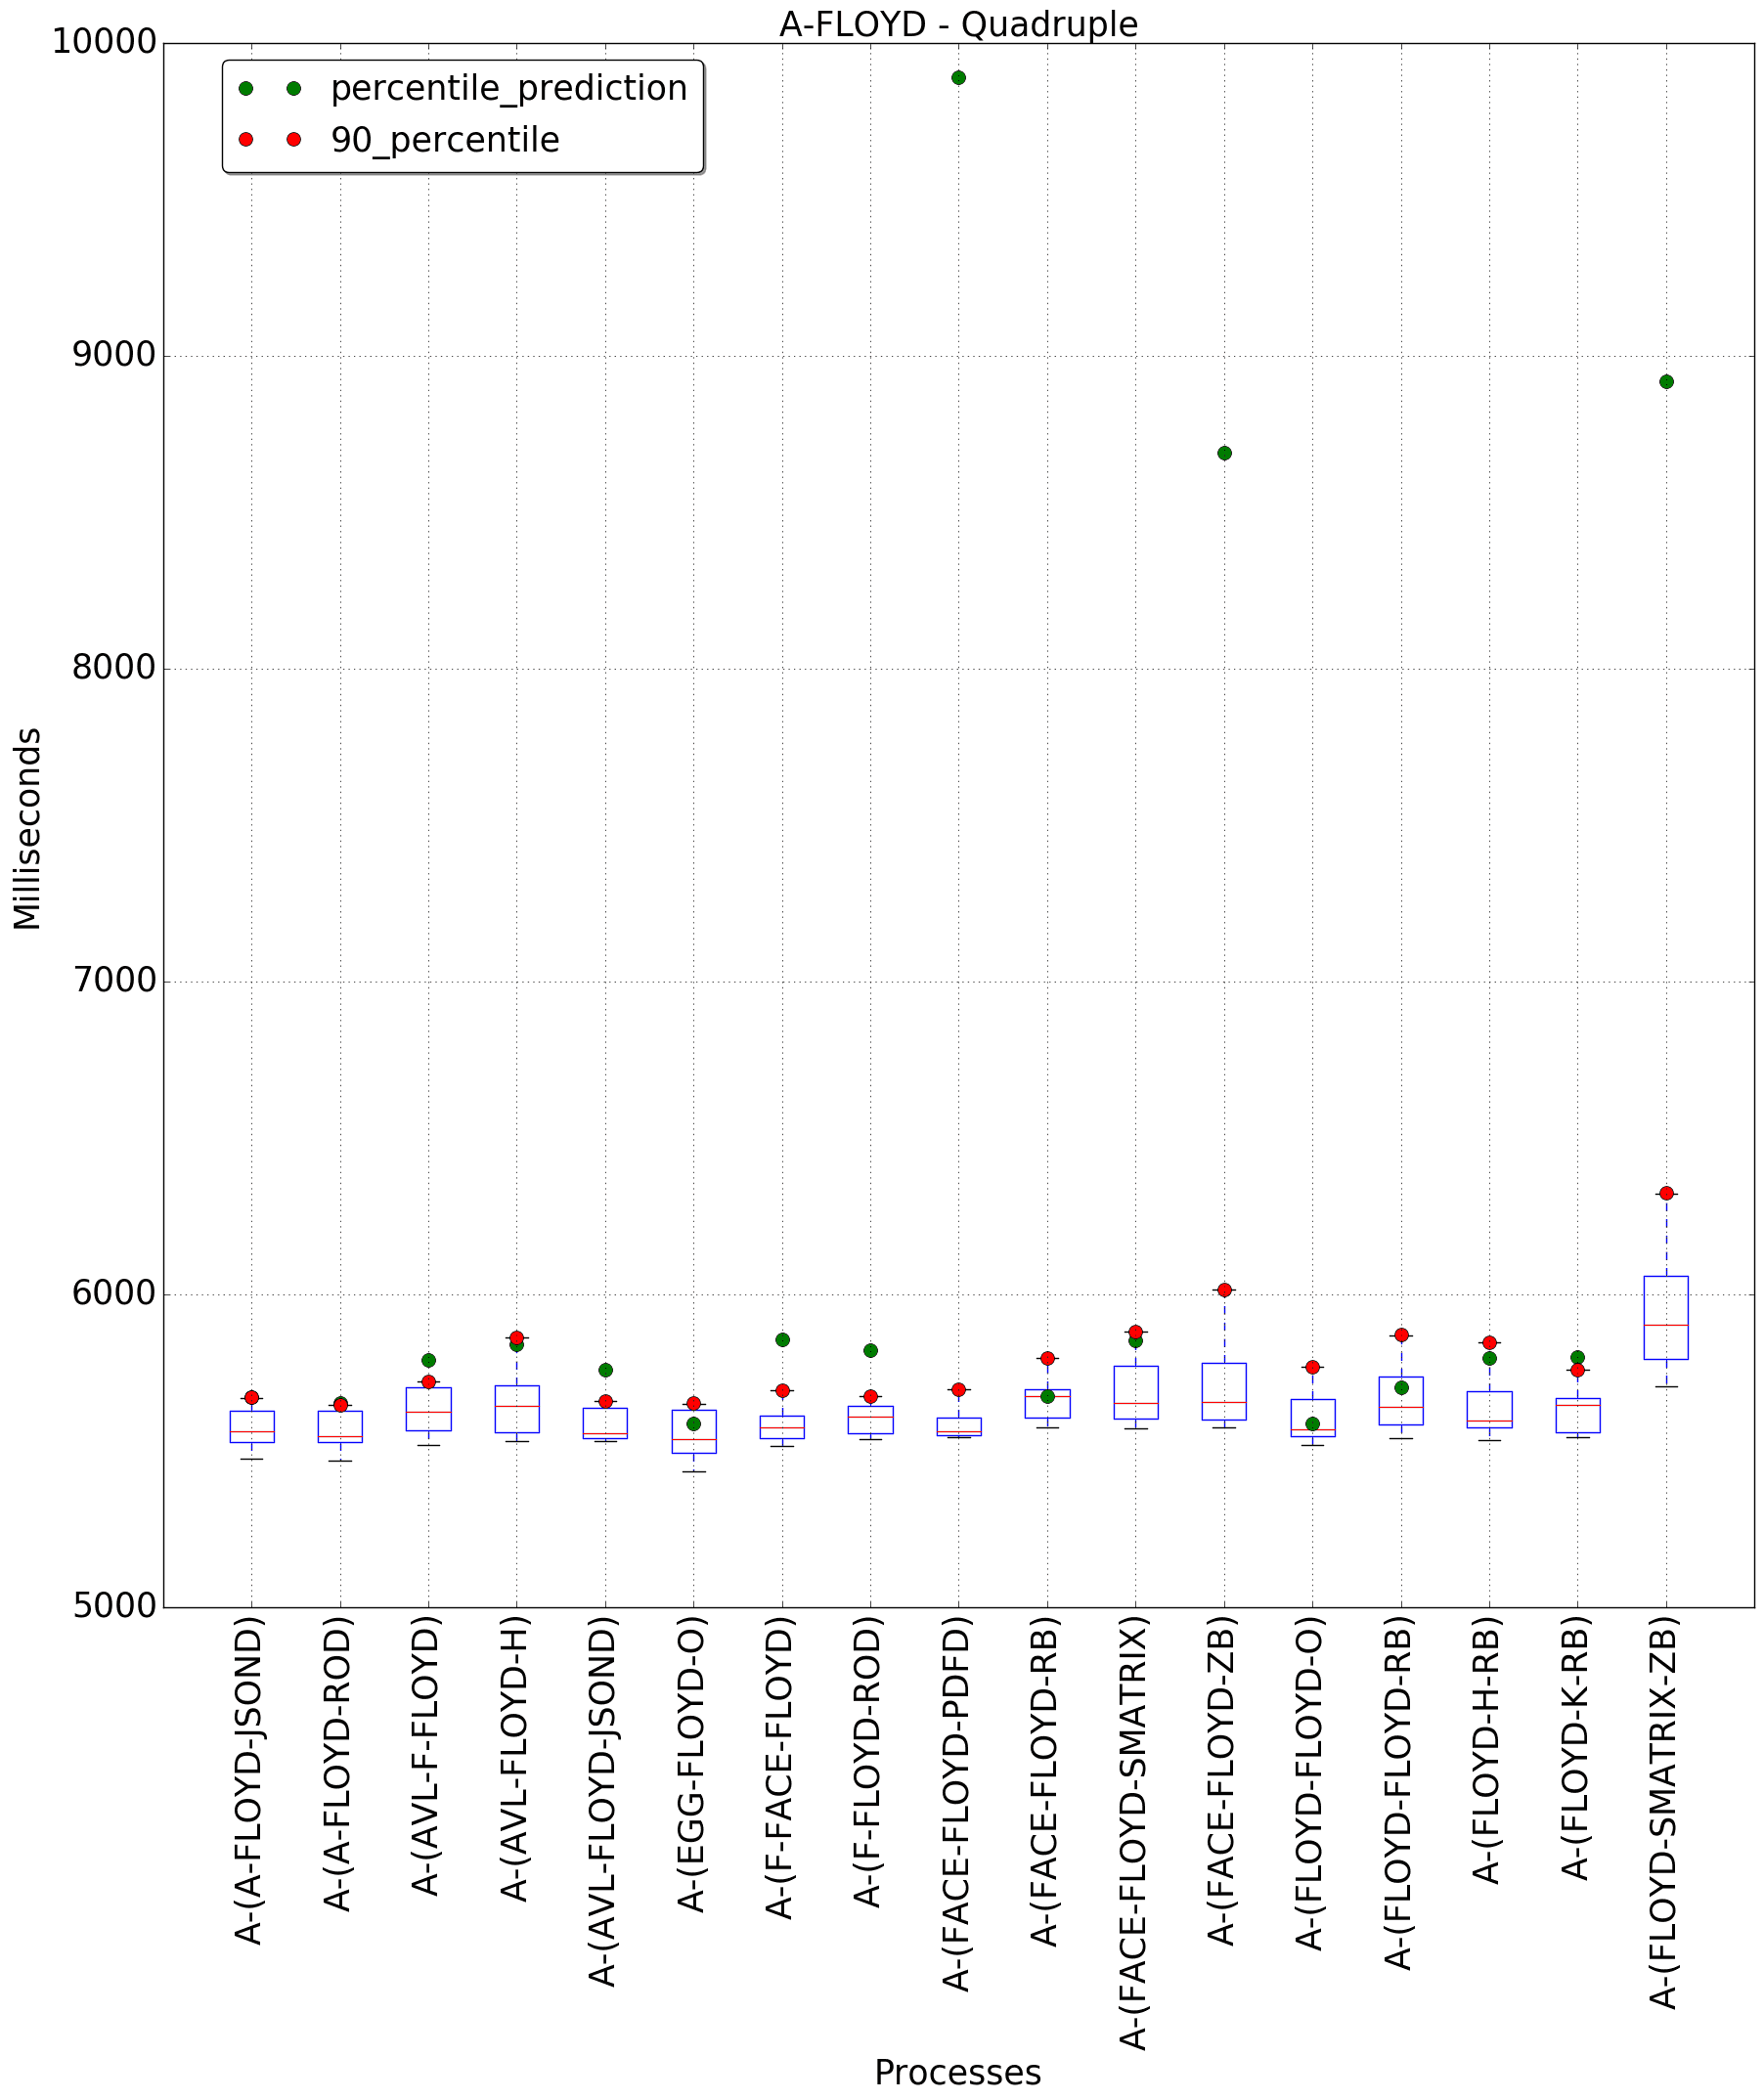 A-FLOYD - Quadruple
percentile_prediction
90_percentile
10000
9000
8000
7000
6000
5000
Milliseconds
A-(A-FLOYD-JSOND)
A-(A-FLOYD-ROD)
A-(AVL-F-FLOYD)
A-(AVL-FLOYD-H)
A-(AVL-FLOYD-JSOND)
A-(EGG-FLOYD-O)
A-(F-FACE-FLOYD)
A-(F-FLOYD-ROD)
A-(FACE-FLOYD-PDFD)
A-(FACE-FLOYD-RB)
A-(FACE-FLOYD-SMATRIX)
A-(FACE-FLOYD-ZB)
A-(FLOYD-FLOYD-O)
A-(FLOYD-FLOYD-RB)
A-(FLOYD-H-RB)
A-(FLOYD-K-RB)
A-(FLOYD-SMATRIX-ZB)
Processes